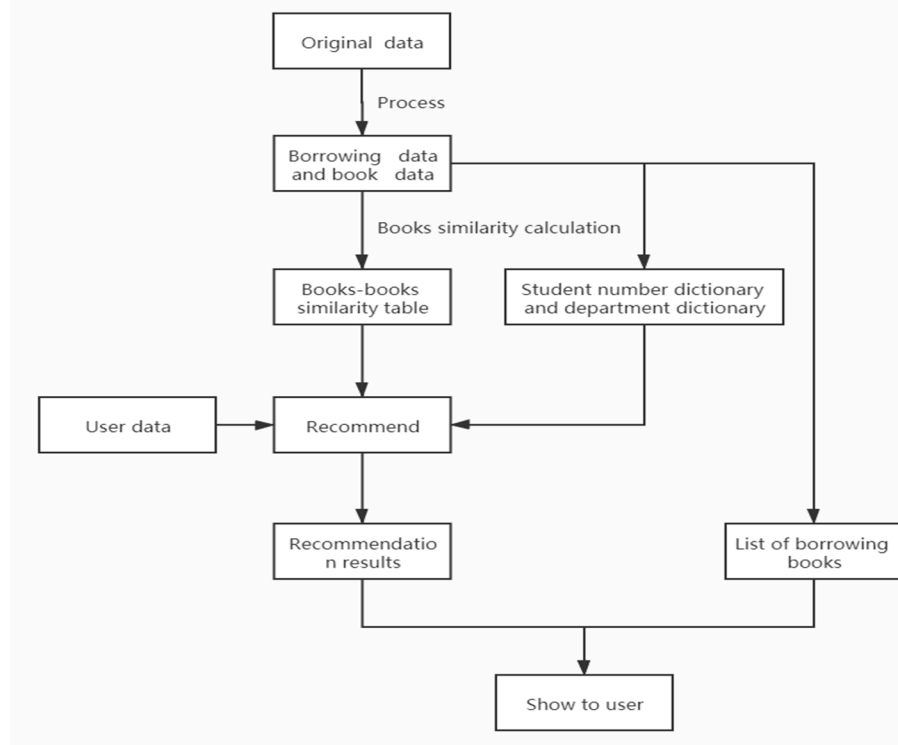 Original data
Process
Borrowing data
and book data
Books similarity calculation
Books-books
similarity table
Student number dictionary
and department dictionary
User data
Recommend
Recommendatio
n results
List of borrowing
books
Show to user